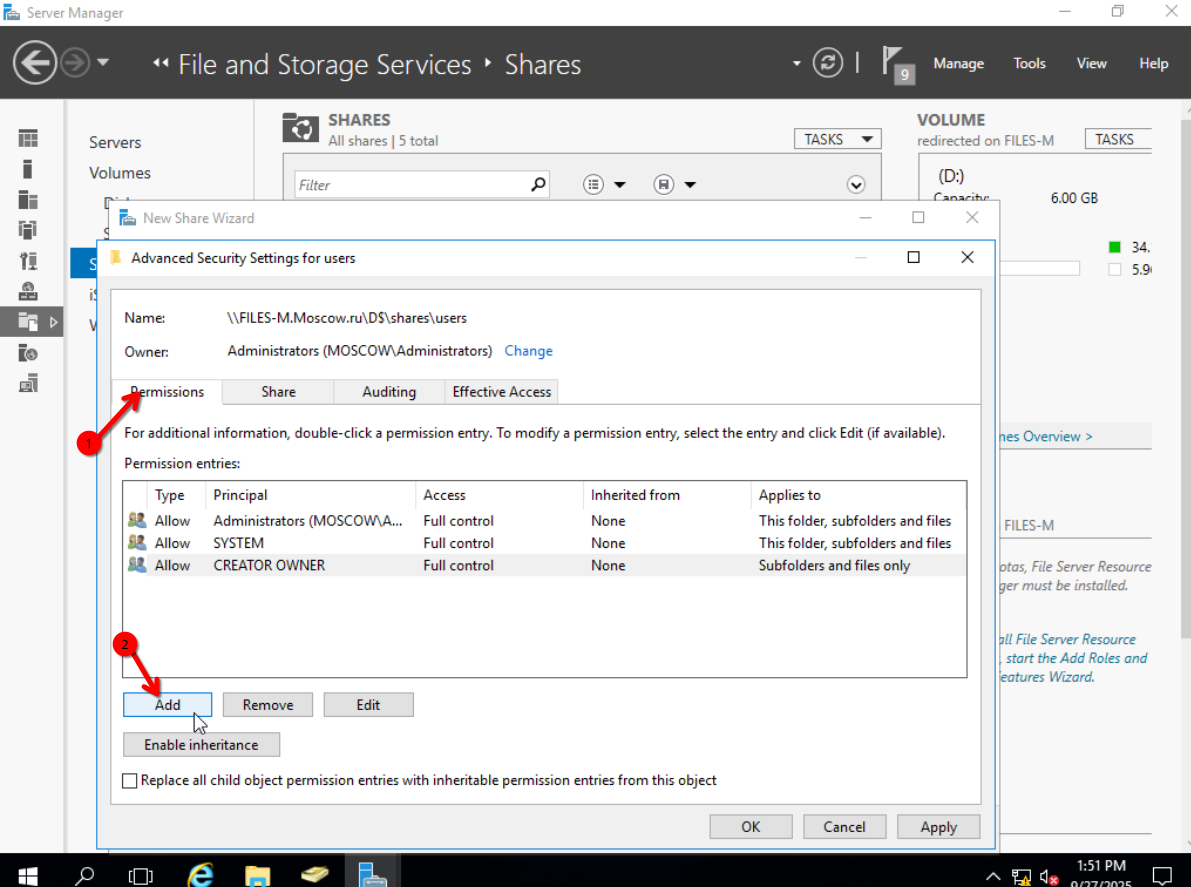 Server Manager
File and Storage Services Shares
9
Manage Tools View Help
Servers
Volumes
SHARES
All shares | 5 total
TASKS
Filter
VOLUME
redirected on FILES-M
TASKS
(D:)
Capacity: 6.00 GB
34.
5.9
New Share Wizard
Advanced Security Settings for users
Name: \\FILES-M.Moscow.ru\D$\shares\users
Owner: Administrators (MOSCOW\Administrators) Change
Permissions Share Auditing Effective Access
1
For additional information, double-click a permission entry. To modify a permission entry, select the entry and click Edit (if available).
Permission entries:
Type Principal Access Inherited from Applies to
Allow Administrators (MOSCOW\A... Full control None This folder, subfolders and files
Allow SYSTEM Full control None This folder, subfolders and files
Allow CREATOR OWNER Full control None Subfolders and files only
2
Add Remove Edit
Enable inheritance
Replace all child object permission entries with inheritable permission entries from this object
OK Cancel Apply
Overview >
FILES-M
File Server Resource
must be installed.
File Server Resource
, start the Add Roles and
Features Wizard.
1:51 PM
9/27/2025